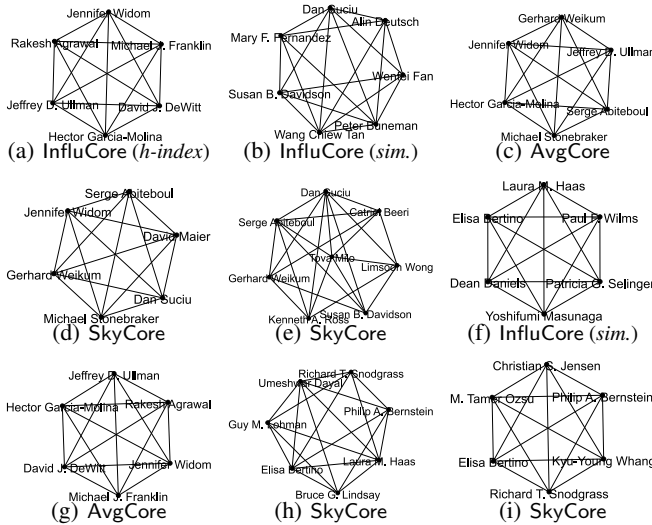 Jennifer Widom
Rakesh Agrawal
Michael J. Franklin
Jeffrey D. Ullman
David J. DeWitt
Hector Garcia-Molina
(a) InfluCore (h-index)
Dan Suciu
Alin Deutsch
Mary F. Fernandez
Wenfei Fan
Susan B. Davidson
Peter Buneman
Wang Chiew Tan
(b) InfluCore (sim.)
Gerhard Weikum
Jennifer Widom
Jeffrey D. Ullman
Hector Garcia-Molina
Serge Abiteboul
Michael Stonebraker
(c) AvgCore
Serge Abiteboul
Jennifer Widom
David Maier
Gerhard Weikum
Dan Suciu
Michael Stonebraker
(d) SkyCore
Dan Suciu
Catriel Beeri
Serge Abiteboul
Tova Milo
Limsoon Wong
Gerhard Weikum
Susan B. Davidson
Kenneth A. Ross
(e) SkyCore
Laura M. Haas
Elisa Bertino
Paul F. Wilms
Dean Daniels
Patricia G. Selinger
Yoshifumi Masunaga
(f) InfluCore (sim.)
Jeffrey D. Ullman
Hector Garcia-Molina
Rakesh Agrawal
David J. DeWitt
Jennifer Widom
Michael J. Franklin
(g) AvgCore
Richard T. Snodgrass
Umeshwar Dayal
Philip A. Bernstein
Guy M. Lohman
Laura M. Haas
Elisa Bertino
Bruce G. Lindsay
(h) SkyCore
Christian S. Jensen
M. Tamer Ozsu
Philip A. Bernstein
Elisa Bertino
Kyu-Young Whang
Richard T. Snodgrass
(i) SkyCore